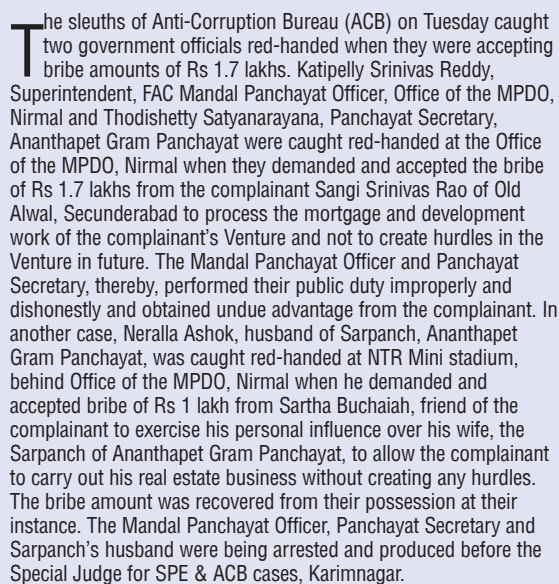 The sleuths of Anti-Corruption Bureau (ACB) on Tuesday caught
two government officials red-handed when they were accepting
bribe amounts of Rs 1.7 lakhs. Katipelly Srinivas Reddy,
Superintendent, FAC Mandal Panchayat Officer, Office of the MPDO,
Nirmal and Thodishetty Satyanarayana, Panchayat Secretary,
Ananthapet Gram Panchayat were caught red-handed at the Office
of the MPDO, Nirmal when they demanded and accepted the bribe
of Rs 1.7 lakhs from the complainant Sangi Srinivas Rao of Old
Alwal, Secunderabad to process the mortgage and development
work of the complainant's Venture and not to create hurdles in the
Venture in future. The Mandal Panchayat Officer and Panchayat
Secretary, thereby, performed their public duty improperly and
dishonestly and obtained undue advantage from the complainant. In
another case, Neralla Ashok, husband of Sarpanch, Ananthapet
Gram Panchayat, was caught red-handed at NTR Mini stadium,
behind Office of the MPDO, Nirmal when he demanded and
accepted bribe of Rs 1 lakh from Sartha Buchaiah, friend of the
complainant to exercise his personal influence over his wife, the
Sarpanch of Ananthapet Gram Panchayat, to allow the complainant
to carry out his real estate business without creating any hurdles.
The bribe amount was recovered from their possession at their
instance. The Mandal Panchayat Officer, Panchayat Secretary and
Sarpanch's husband were being arrested and produced before the
Special Judge for SPE & ACB cases, Karimnagar.